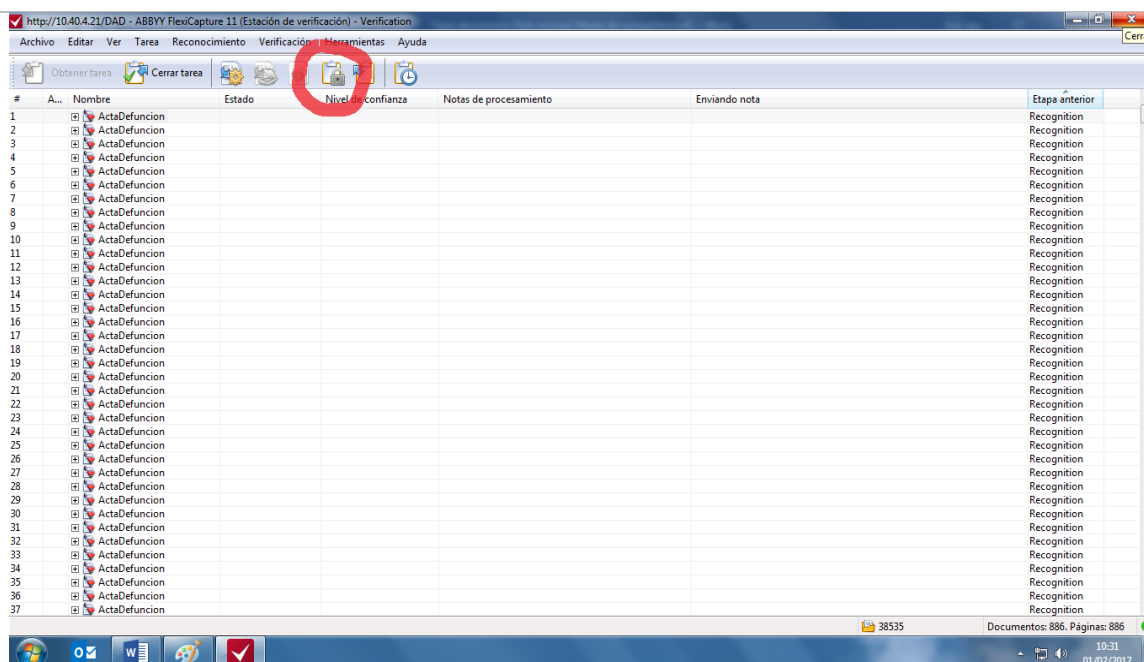 http://10.40.4.21/DAD - ABBYY FlexiCapture 11 (Estación de verificación) - Verification
Archivo Editar Ver Tarea Reconocimiento Verificación Herramientas Ayuda
Cerra
Obtener tarea Cerrar tarea
# A... Nombre Estado Nivel de confianza Notas de procesamiento Enviando nota Etapa anterior
1 ActaDefuncion Recognition
2 ActaDefuncion Recognition
3 ActaDefuncion Recognition
4 ActaDefuncion Recognition
5 ActaDefuncion Recognition
6 ActaDefuncion Recognition
7 ActaDefuncion Recognition
8 ActaDefuncion Recognition
9 ActaDefuncion Recognition
10 ActaDefuncion Recognition
11 ActaDefuncion Recognition
12 ActaDefuncion Recognition
13 ActaDefuncion Recognition
14 ActaDefuncion Recognition
15 ActaDefuncion Recognition
16 ActaDefuncion Recognition
17 ActaDefuncion Recognition
18 ActaDefuncion Recognition
19 ActaDefuncion Recognition
20 ActaDefuncion Recognition
21 ActaDefuncion Recognition
22 ActaDefuncion Recognition
23 ActaDefuncion Recognition
24 ActaDefuncion Recognition
25 ActaDefuncion Recognition
26 ActaDefuncion Recognition
27 ActaDefuncion Recognition
28 ActaDefuncion Recognition
29 ActaDefuncion Recognition
30 ActaDefuncion Recognition
31 ActaDefuncion Recognition
32 ActaDefuncion Recognition
33 ActaDefuncion Recognition
34 ActaDefuncion Recognition
35 ActaDefuncion Recognition
36 ActaDefuncion Recognition
37 ActaDefuncion Recognition
38535 Documentos: 886. Páginas: 886
10:31
01/02/2017